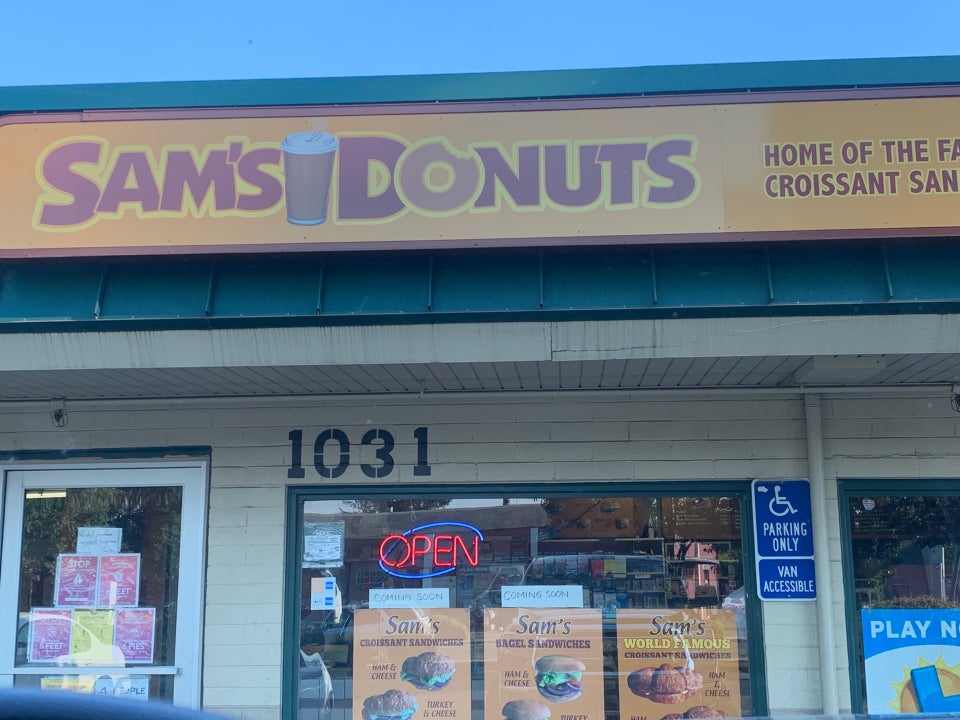 SAM'S DONUTS
HOME OF THE FA
CROISSANT SAN
1031
OPEN
PARKING
ONLY
VAN
ACCESSIBLE
STOP
6 FEET
6 PIES
4 PEOPLE
COMING SOON
COMING SOON
Sam's
CROISSANT SANDWICHES
HAM &
CHEESE
TURKEY
& CHEESE
Sam's
BAGEL SANDWICHES
HAM &
CHEESE
TURKEY
Sam's
WORLD FAMOUS
CROISSANT SANDWICHES
HAM
&
CHEESE
PLAY N
L